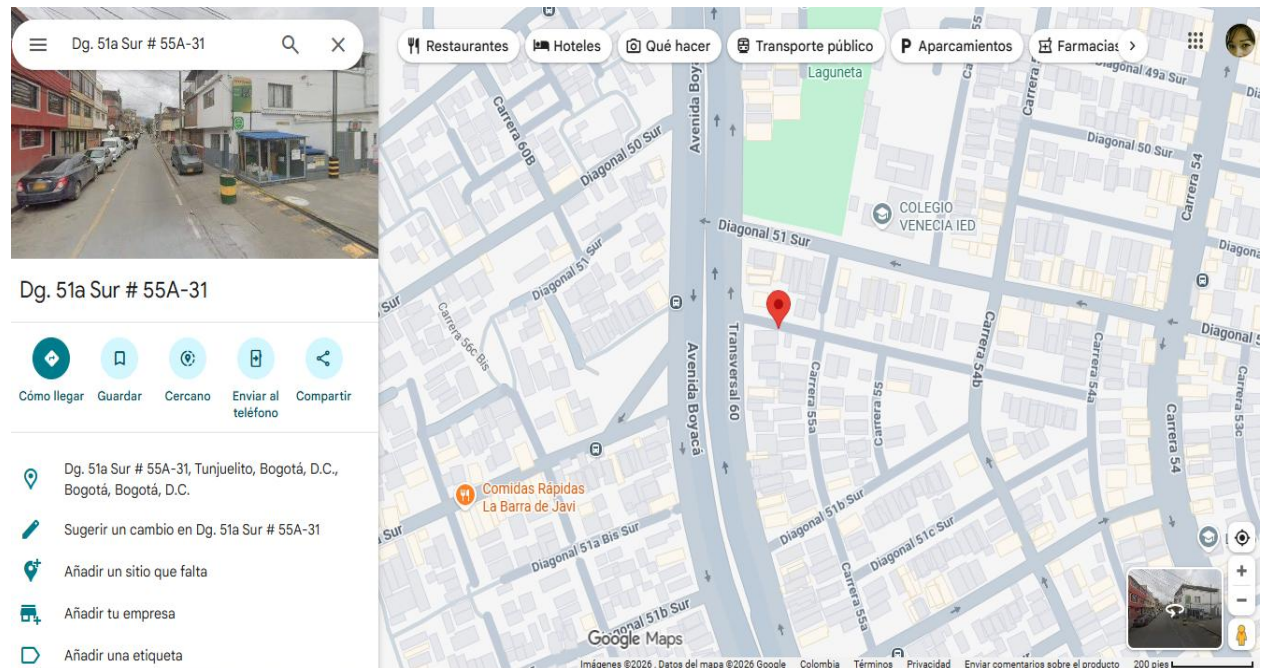 Dg. 51a Sur # 55A-31
Restaurantes
Hoteles
Qué hacer
Transporte público
P Aparcamientos
Farmacias
Dg. 51a Sur # 55A-31
Cómo llegar
Guardar
Cercano
Enviar al
teléfono
Compartir
Dg. 51a Sur # 55A-31, Tunjuelito, Bogotá, D.C.,
Bogotá, Bogotá, D.C.
Sugerir un cambio en Dg. 51a Sur # 55A-31
Añadir un sitio que falta
Añadir tu empresa
Añadir una etiqueta
Laguneta
Avenida Boyacá
Carrera 60B
Diagonal 50 Sur
Diagonal 49a Sur
Diagonal 50 Sur
Carrera 54
COLEGIO
VENECIA IED
Diagonal 51 Sur
Diagonal 51 Sur
Carrera 56c Bis
Sur
Transversal 60
Avenida Boyacá
Carrera 55a
Carrera 55
Carrera 54b
Carrera 54a
Carrera 54
Carrera 53c
Comidas Rápidas
La Barra de Javi
Sur
Diagonal 51a Bis Sur
Diagonal 51b Sur
Diagonal 51c Sur
Carrera 55a
51b Sur
Google Maps
Imágenes ©2026 , Datos del mapa ©2026 Google
Colombia
Términos
Privacidad
Enviar comentarios sobre el producto
200 pies